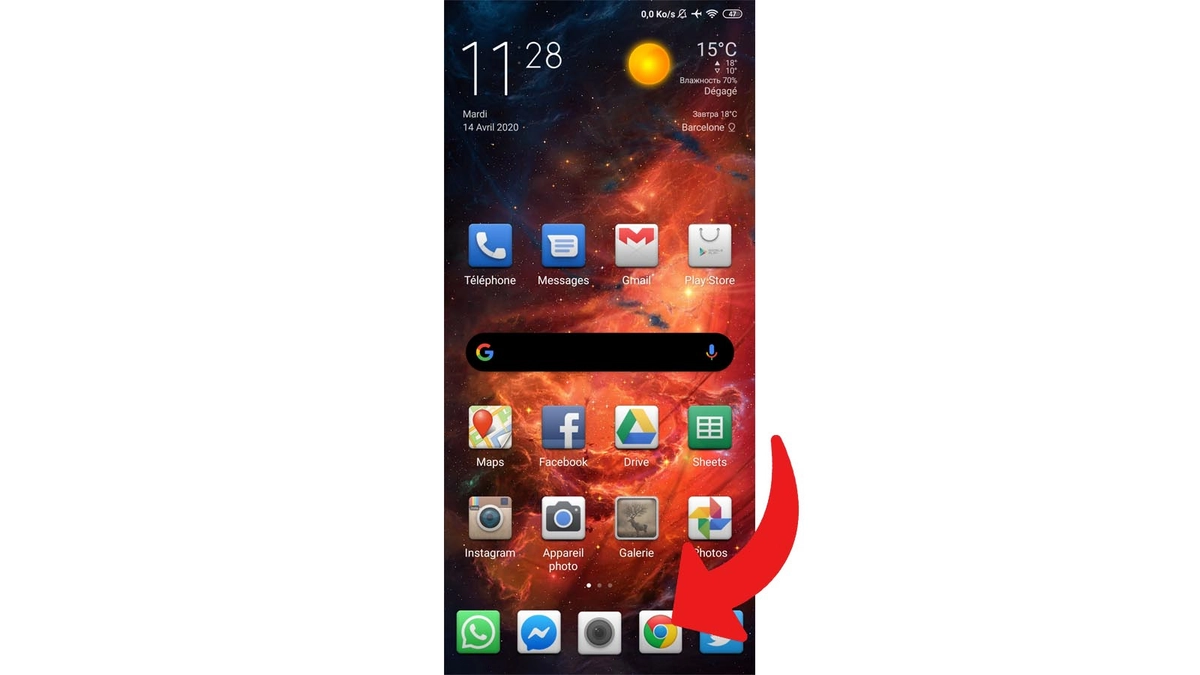 0,0 Ko/s 47
11 28
15°C
▲ 18°
▽ 10°
Влажность 70%
Dégagé
Mardi
14 Avril 2020
Завтра 18°C
Barcelone
Téléphone Messages Gmail Play Store
Maps Facebook Drive Sheets
Instagram Appareil photo Galerie Photos